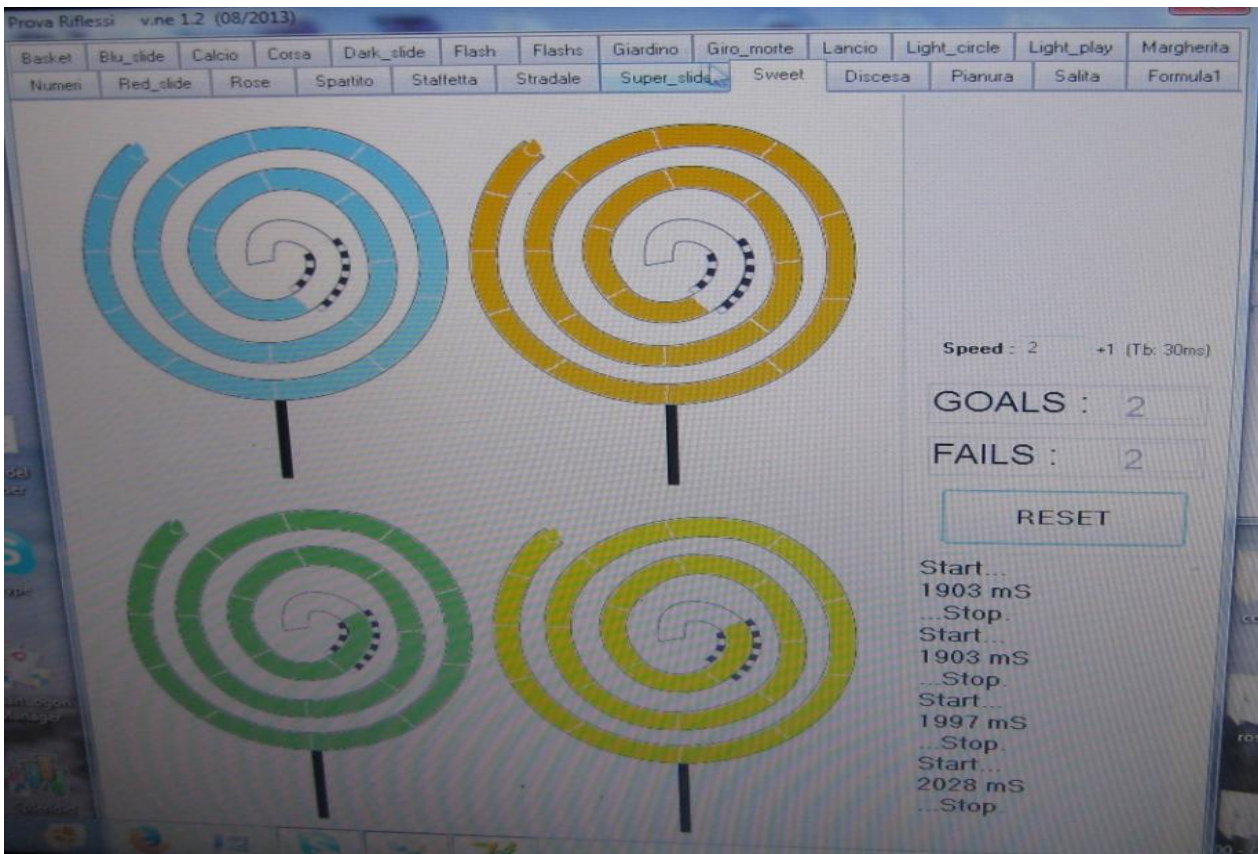 Prova Riflessi v.ne 1.2 (08/2013)
Basket Blu_slide Calcio Corsa Dark_slide Flash Flashs Giardino Giro_morte Lancio Light_circle Light_play Margherita
Numeri Red_slide Rose Spartito Staffetta Stradale Super_slide Sweet Discesa Pianura Salita Formula1
Speed : 2 +1 (Tb: 30ms)
GOALS : 2
FAILS : 2
RESET
Start...
1903 mS
...Stop.
Start...
1903 mS
...Stop.
Start...
1997 mS
...Stop.
Start...
2028 mS
...Stop.